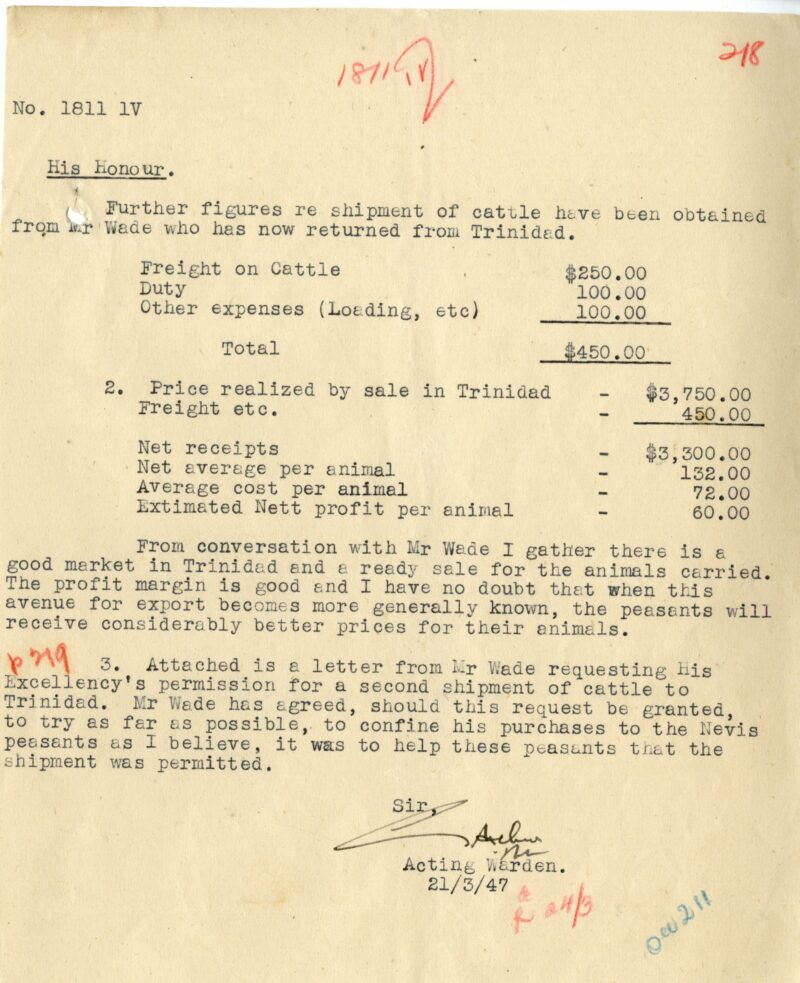 1811 IV
218
No. 1811 1V
His Honour.
Further figures re shipment of cattle have been obtained
from Mr Wade who has now returned from Trinidad.
Freight on Cattle $250.00
Duty 100.00
Other expenses (Loading, etc) 100.00
Total $450.00
2. Price realized by sale in Trinidad - $3,750.00
Freight etc. - 450.00
Net receipts - $3,300.00
Net average per animal - 132.00
Average cost per animal - 72.00
Extimated Nett profit per animal - 60.00
From conversation with Mr Wade I gather there is a
good market in Trinidad and a ready sale for the animals carried.
The profit margin is good and I have no doubt that when this
avenue for export becomes more generally known, the peasants will
receive considerably better prices for their animals.
p 219 3. Attached is a letter from Mr Wade requesting His
Excellency's permission for a second shipment of cattle to
Trinidad. Mr Wade has agreed, should this request be granted,
to try as far as possible, to confine his purchases to the Nevis
peasants as I believe, it was to help these peasants that the
shipment was permitted.
Sir,
Acting Warden.
21/3/47
24/3
211